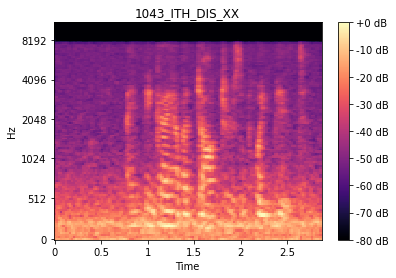 1043_ITH_DIS_XX
+0 dB
8192
-10 dB
4096
-20 dB
-30 dB
2048
Hz
-40 dB
1024
-50 dB
-60 dB
512
-70 dB
0
-80 dB
0 0.5 1 1.5 2 2.5
Time